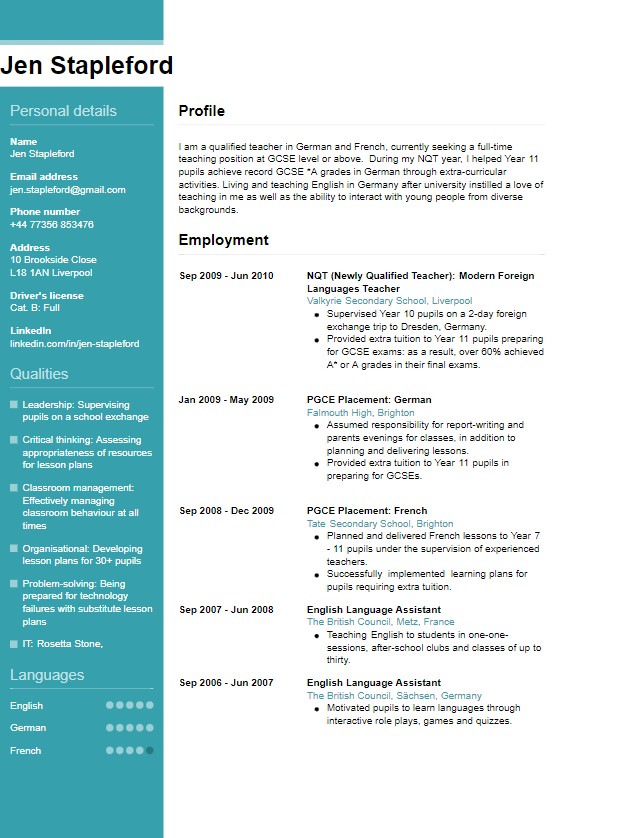 Jen Stapleford
Personal details
Name
Jen Stapleford
Email address
jen.stapleford@gmail.com
Phone number
+44 77356 853476
Address
10 Brookside Close
L18 1AN Liverpool
Driver's license
Cat. B: Full
LinkedIn
linkedin.com/in/jen-stapleford
Qualities
Leadership: Supervising
pupils on a school exchange
Critical thinking: Assessing
appropriateness of resources
for lesson plans
Classroom management:
Effectively managing
classroom behaviour at all
times
Organisational: Developing
lesson plans for 30+ pupils
Problem-solving: Being
prepared for technology
failures with substitute lesson
plans
IT: Rosetta Stone,
Languages
English
German
French
Profile
I am a qualified teacher in German and French, currently seeking a full-time
teaching position at GCSE level or above.  During my NQT year, I helped Year 11
pupils achieve record GCSE *A grades in German through extra-curricular
activities. Living and teaching English in Germany after university instilled a love of
teaching in me as well as the ability to interact with young people from diverse
backgrounds.
Employment
Sep 2009 - Jun 2010
NQT (Newly Qualified Teacher): Modern Foreign
Languages Teacher
Valkyrie Secondary School, Liverpool
• Supervised Year 10 pupils on a 2-day foreign
exchange trip to Dresden, Germany.
• Provided extra tuition to Year 11 pupils preparing
for GCSE exams: as a result, over 60% achieved
A* or A grades in their final exams.
Jan 2009 - May 2009
PGCE Placement: German
Falmouth High, Brighton
• Assumed responsibility for report-writing and
parents evenings for classes, in addition to
planning and delivering lessons.
• Provided extra tuition to Year 11 pupils in
preparing for GCSEs.
Sep 2008 - Dec 2009
PGCE Placement: French
Tate Secondary School, Brighton
• Planned and delivered French lessons to Year 7
- 11 pupils under the supervision of experienced
teachers.
• Successfully implemented learning plans for
pupils requiring extra tuition.
Sep 2007 - Jun 2008
English Language Assistant
The British Council, Metz, France
• Teaching English to students in one-one-
sessions, after-school clubs and classes of up to
thirty.
Sep 2006 - Jun 2007
English Language Assistant
The British Council, Sächsen, Germany
• Motivated pupils to learn languages through
interactive role plays, games and quizzes.